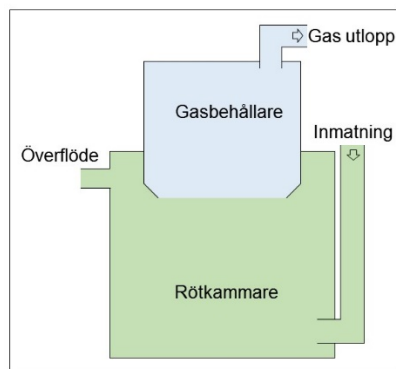 Gas utlopp
Gasbehållare
Inmatning
Överflöde
Rötkammare